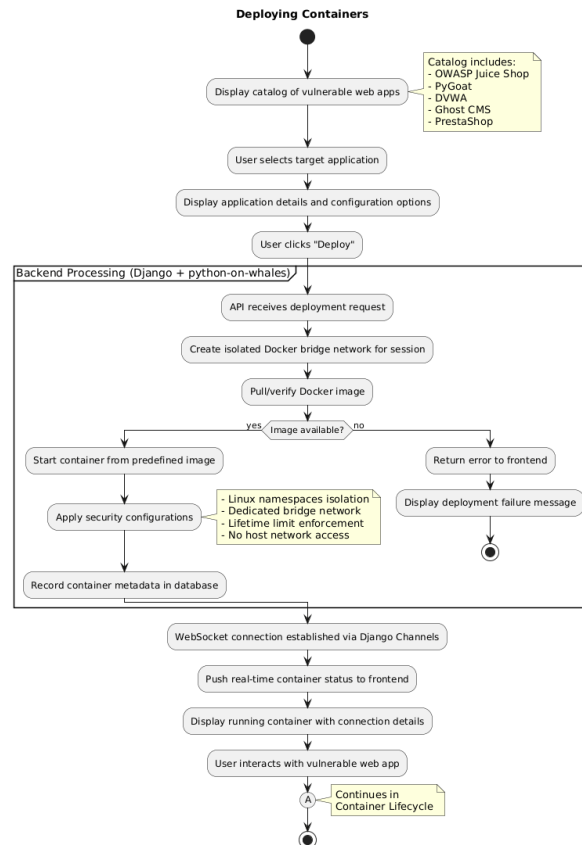 Deploying Containers
Display catalog of vulnerable web apps
Catalog includes:
- OWASP Juice Shop
- PyGoat
- DVWA
- Ghost CMS
- PrestaShop
User selects target application
Display application details and configuration options
User clicks "Deploy"
Backend Processing (Django + python-on-whales)
API receives deployment request
Create isolated Docker bridge network for session
Pull/verify Docker image
yes
Image available?
no
Start container from predefined image
Return error to frontend
Apply security configurations
- Linux namespaces isolation
- Dedicated bridge network
- Lifetime limit enforcement
- No host network access
Display deployment failure message
Record container metadata in database
WebSocket connection established via Django Channels
Push real-time container status to frontend
Display running container with connection details
User interacts with vulnerable web app
A
Continues in
Container Lifecycle